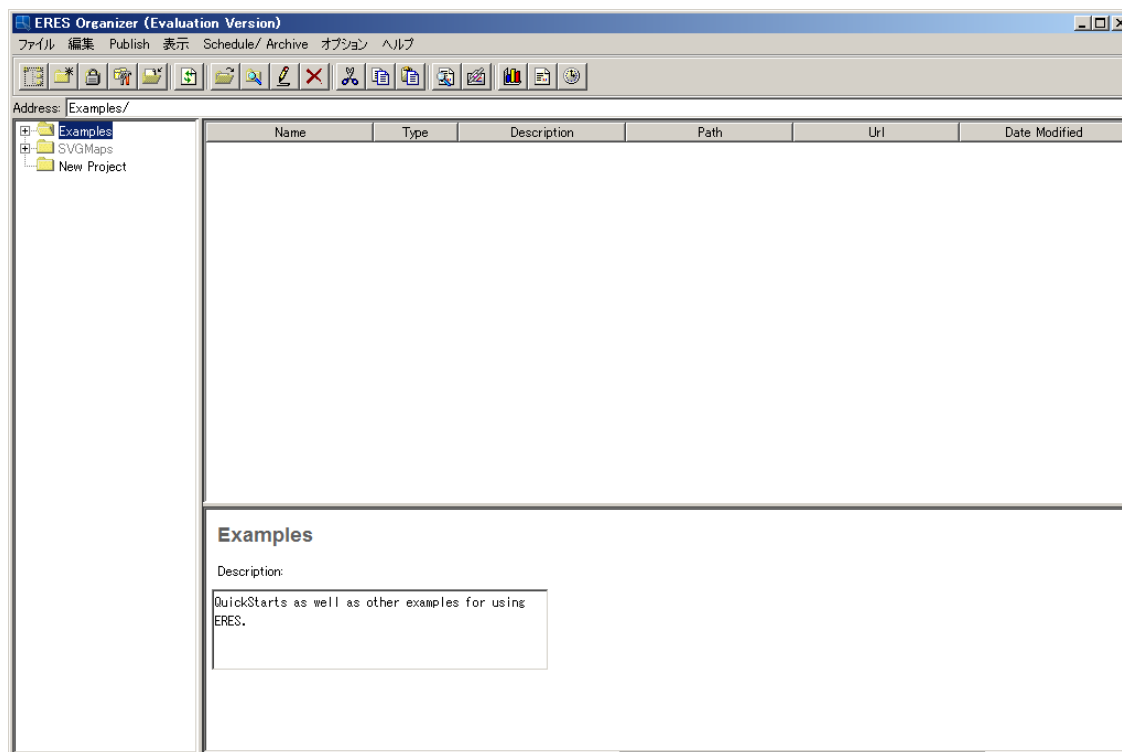 ERES Organizer (Evaluation Version)
ファイル 編集 Publish 表示 Schedule/ Archive オプション ヘルプ
Address: Examples/
Examples
SVGMaps
New Project
Name Type Description Path Url Date Modified
Examples
Description:
QuickStarts as well as other examples for using
ERES.